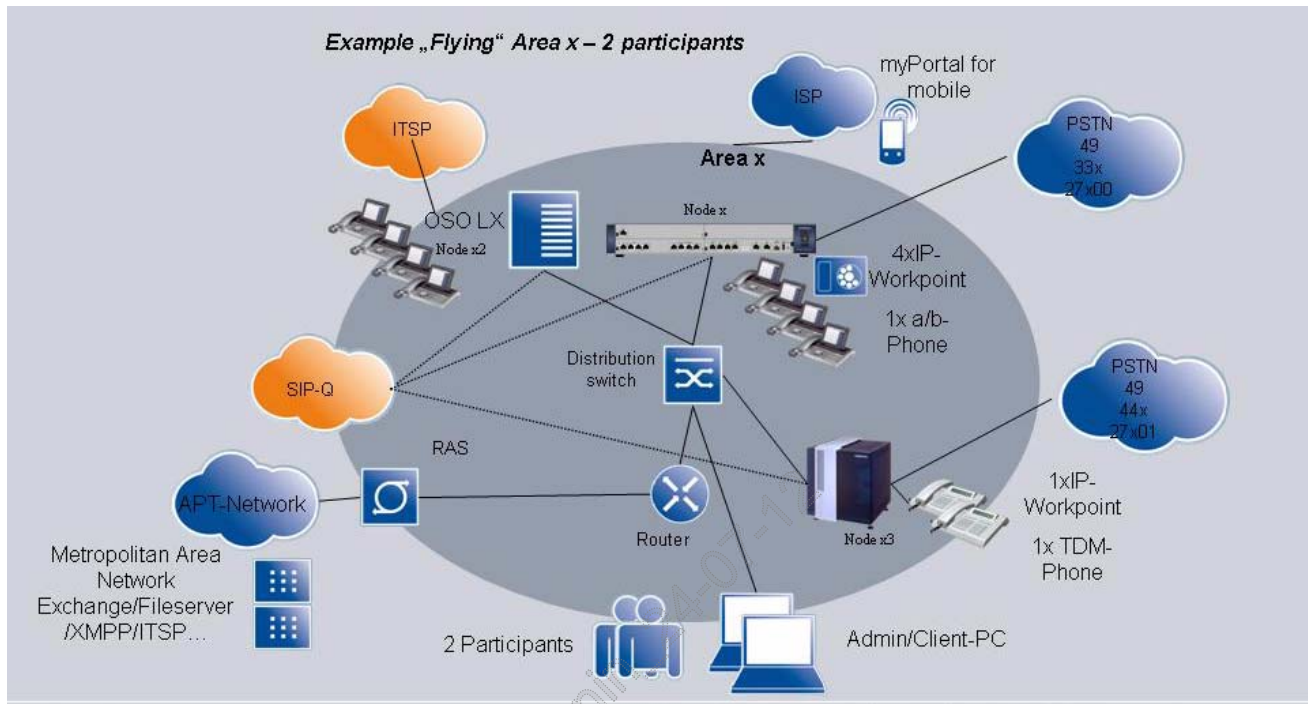 Example „Flying“ Area x – 2 participants
ISP
myPortal for
mobile
ITSP
PSTN
49
33x
27x00
Area x
OSO LX
Node x2
Node x
4xIP-
Workpoint
1x a/b-
Phone
Distribution
switch
SIP-Q
PSTN
49
44x
27x01
RAS
APT-Network
Router
Node x3
1xIP-
Workpoint
1x TDM-
Phone
Metropolitan Area
Network
Exchange/Fileserver
/XMPP/ITSP…
2 Participants
Admin/Client-PC